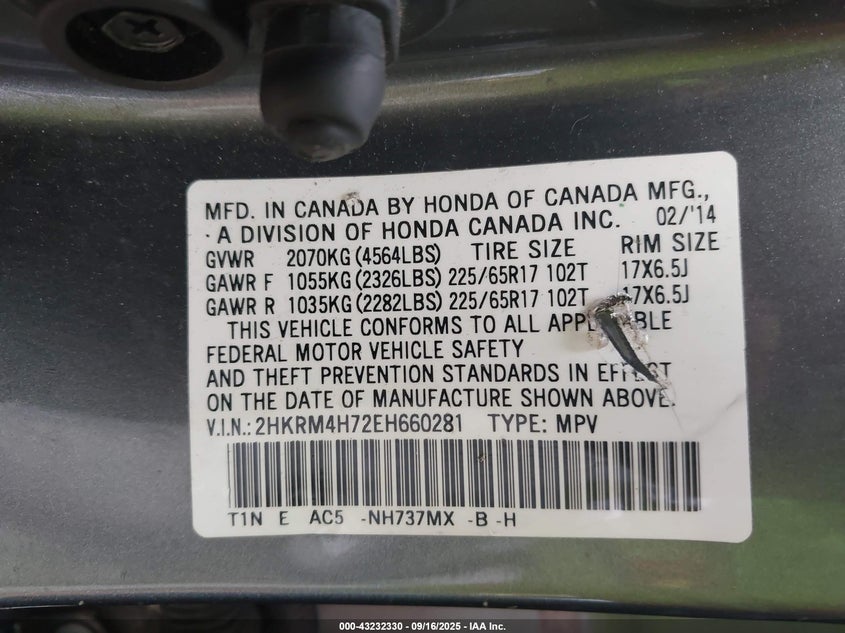 MFD. IN CANADA BY HONDA OF CANADA MFG.,
·A DIVISION OF HONDA CANADA INC. 02/'14
GVWR 2070KG(4564LBS) TIRE SIZE RIM SIZE
GAWR F 1055KG(2326LBS) 225/65R17 102T 17X6.5J
GAWR R 1035KG(2282LBS) 225/65R17 102T 17X6.5J
THIS VEHICLE CONFORMS TO ALL APPLICABLE
FEDERAL MOTOR VEHICLE SAFETY
AND THEFT PREVENTION STANDARDS IN EFFECT
ON THE DATE OF MANUFACTURE SHOWN ABOVE.
V.I.N.: 2HKRM4H72EH660281 TYPE: MPV
T1N E AC5 -NH737MX -B -H
000-43232330 - 09/16/2025 - IAA Inc.